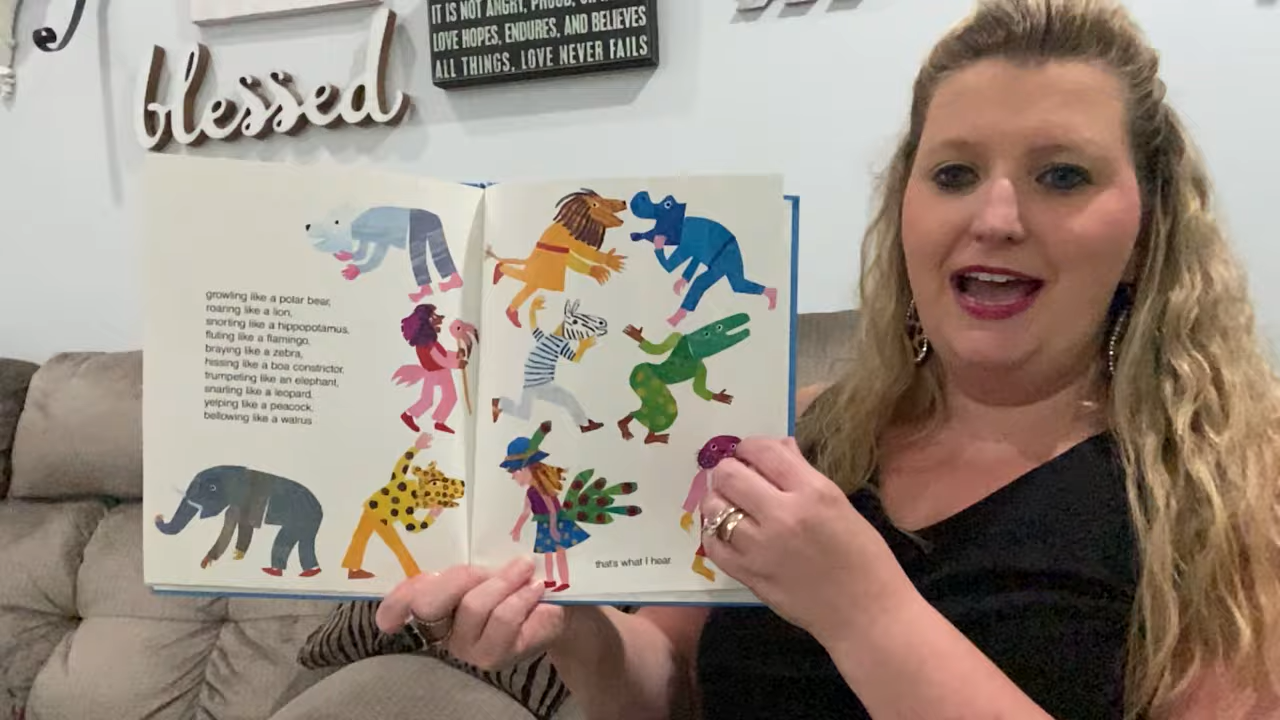 blessed
IT IS NOT ANGRY, PROUD,
LOVE HOPES, ENDURES, AND BELIEVES
ALL THINGS, LOVE NEVER FAILS
growling like a polar bear,
roaring like a lion,
snorting like a hippopotamus,
fluting like a flamingo,
braying like a zebra,
hissing like a boa constrictor,
trumpeting like an elephant,
snarling like a leopard,
yelping like a peacock,
bellowing like a walrus
that's what I hear.